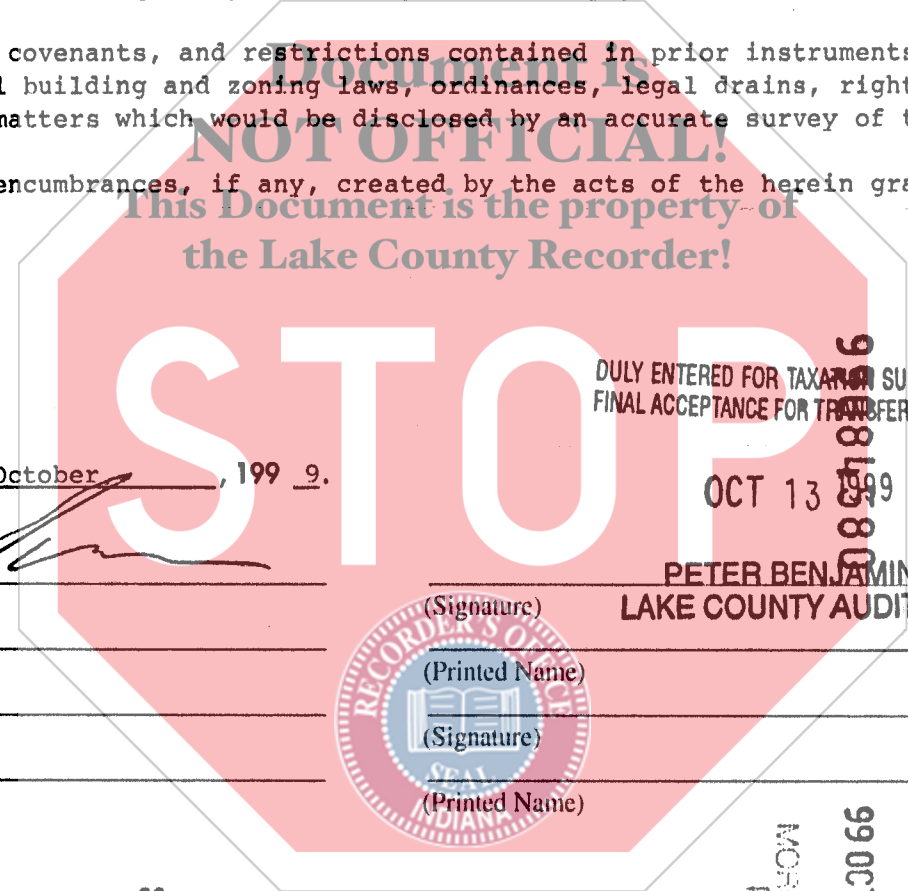 covenants, and restrictions contained in prior instruments
building and zoning laws, ordinances, legal drains, right
matters which would be disclosed by an accurate survey of
encumbrances, if any, created by the acts of the herein gra
Document is
NOT OFFICIAL!
This Document is the property of
the Lake County Recorder!
STOP
DULY ENTERED FOR TAXATION SU
FINAL ACCEPTANCE FOR TRANSFER
October , 199 9.
OCT 13 1999
PETER BENJAMIN
LAKE COUNTY AUDIT
(Signature)
(Printed Name)
(Signature)
(Printed Name)
RECORDER'S OFFICE
SEAL
INDIANA